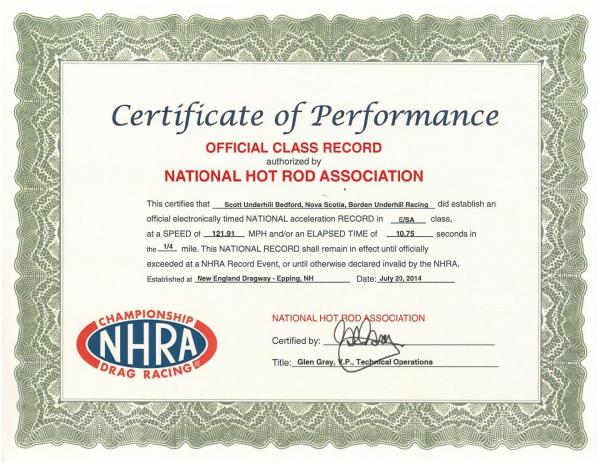 Certificate of Performance
OFFICIAL CLASS RECORD
authorized by
NATIONAL HOT ROD ASSOCIATION
This certifies that Scott Underhill Bedford, Nova Scotia, Borden Underhill Racing did establish an
official electronically timed NATIONAL acceleration RECORD in E/SA class,
at a SPEED of 121.91 MPH and/or an ELAPSED TIME of 10.75 seconds in
the 1/4 mile. This NATIONAL RECORD shall remain in effect until officially
exceeded at a NHRA Record Event, or until otherwise declared invalid by the NHRA.
Established at New England Dragway - Epping, NH Date: July 20, 2014
NATIONAL HOT ROD ASSOCIATION
Certified by:
Title: Glen Gray, V.P., Technical Operations
CHAMPIONSHIP
NHRA
DRAG RACING